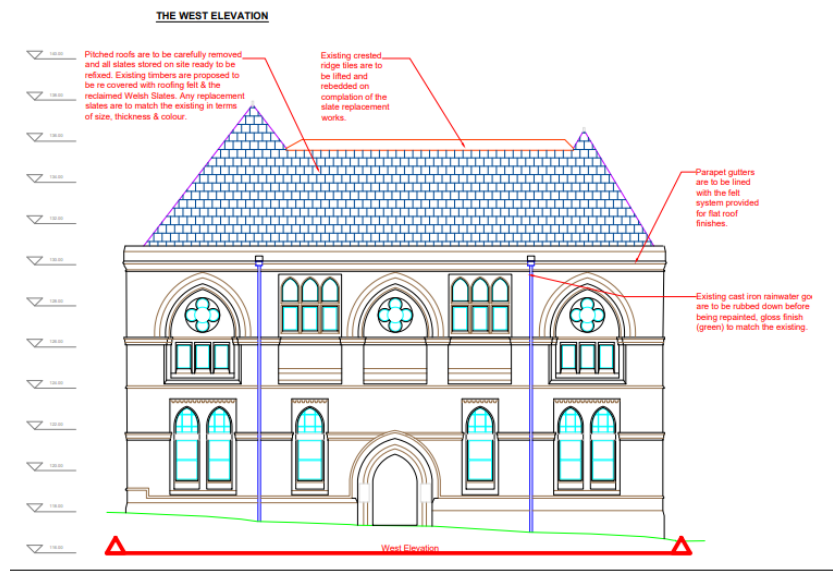 THE WEST ELEVATION
Pitched roofs are to be carefully removed
and all slates stored on site ready to be
refixed. Existing timbers are proposed to
be re covered with roofing felt & the
reclaimed Welsh Slates. Any replacement
slates are to match the existing in terms
of size, thickness & colour.
Existing crested
ridge tiles are to
be lifted and
rebedded on
complation of the
slate replacement
works.
Parapet gutters
are to be lined
with the felt
system provided
for flat roof
finishes.
Existing cast iron rainwater goo
are to be rubbed down before
being repainted, gloss finish
(green) to match the existing.
West Elevation